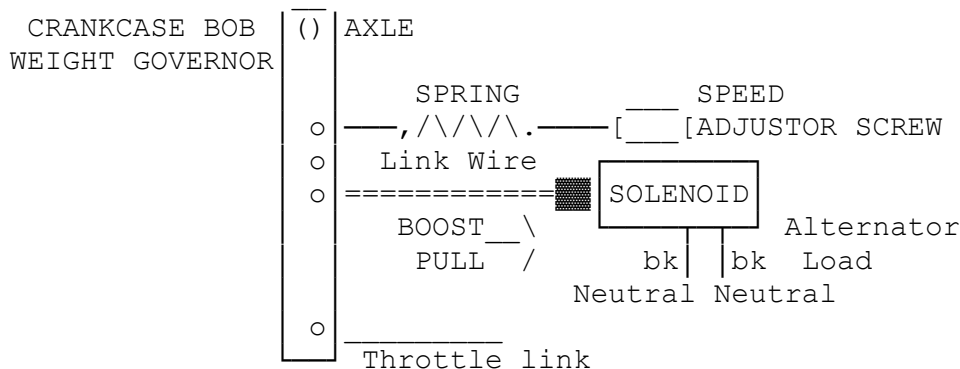 CRANKCASE BOB () AXLE
WEIGHT GOVERNOR
SPRING SPEED
ADJUSTOR SCREW
Link Wire
SOLENOID
BOOST Alternator
PULL bk bk Load
Neutral Neutral
Throttle link